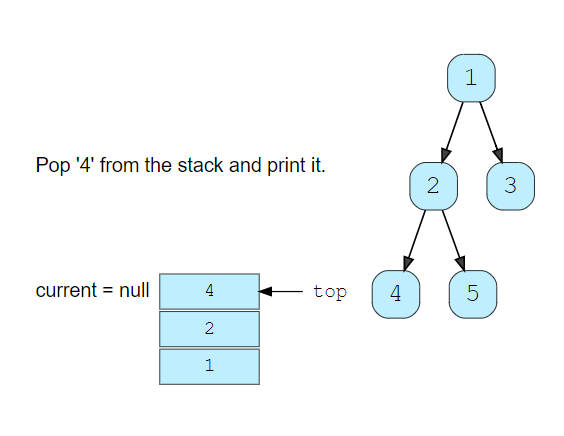 1
Pop '4' from the stack and print it.
2 3
current = null 4 top 4 5
2
1